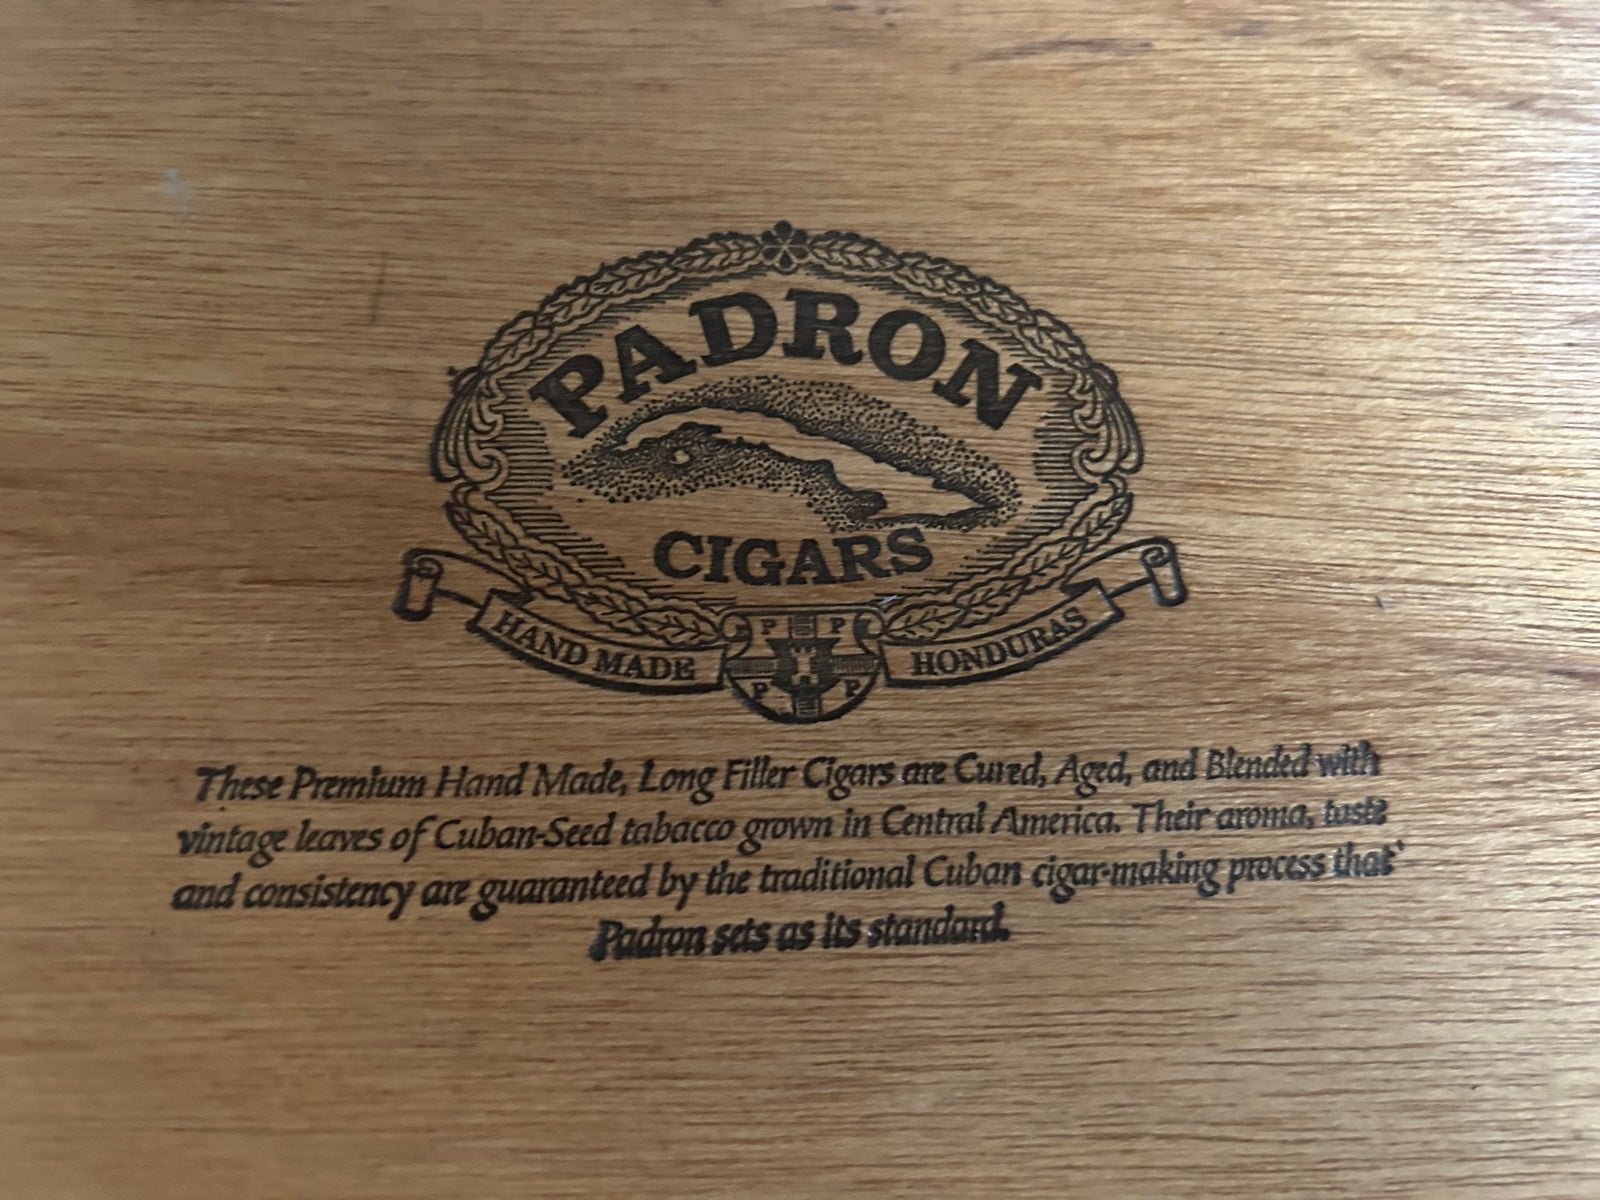 PADRON
CIGARS
P P
P P
HAND MADE HONDURAS
These Premium Hand Made, Long Filler Cigars are Cured, Aged, and Blended with
vintage leaves of Cuban-Seed tabacco grown in Central America. Their aroma, taste
and consistency are guaranteed by the traditional Cuban cigar-making process that
Padron sets as its standard.